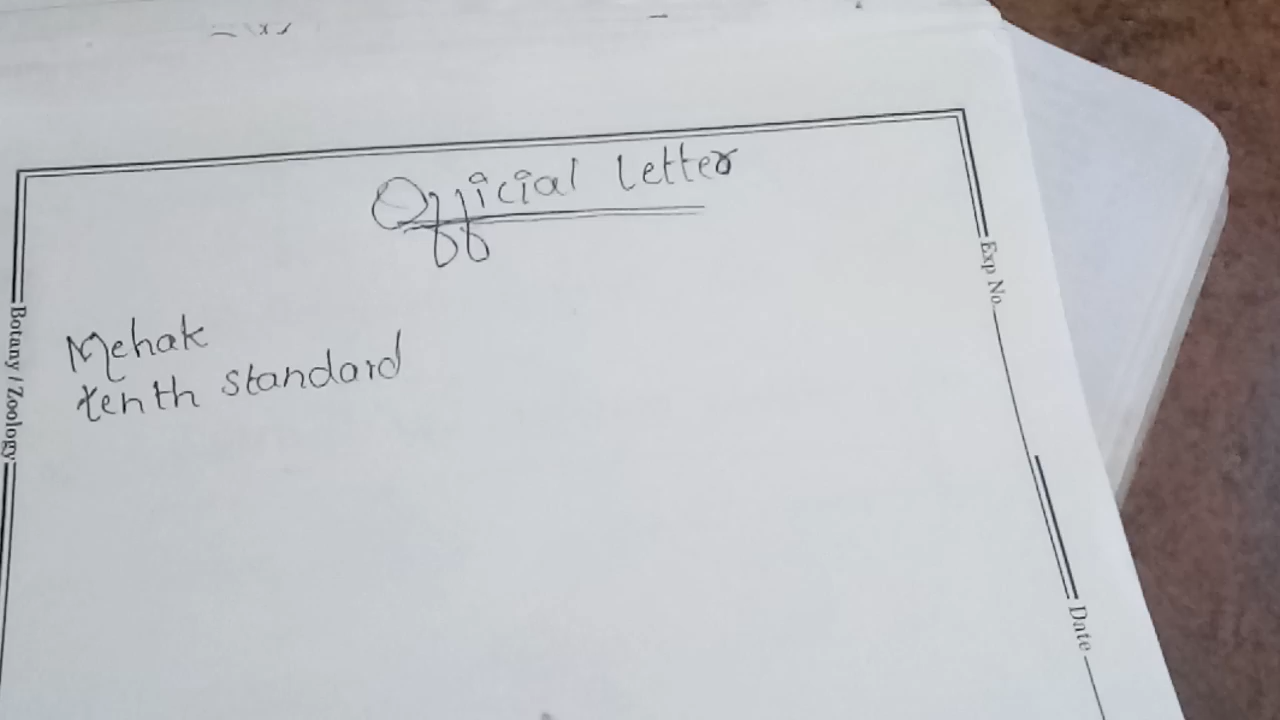 Official letter
Mehak
tenth standard
Botany / Zoology
Exp No.
Date